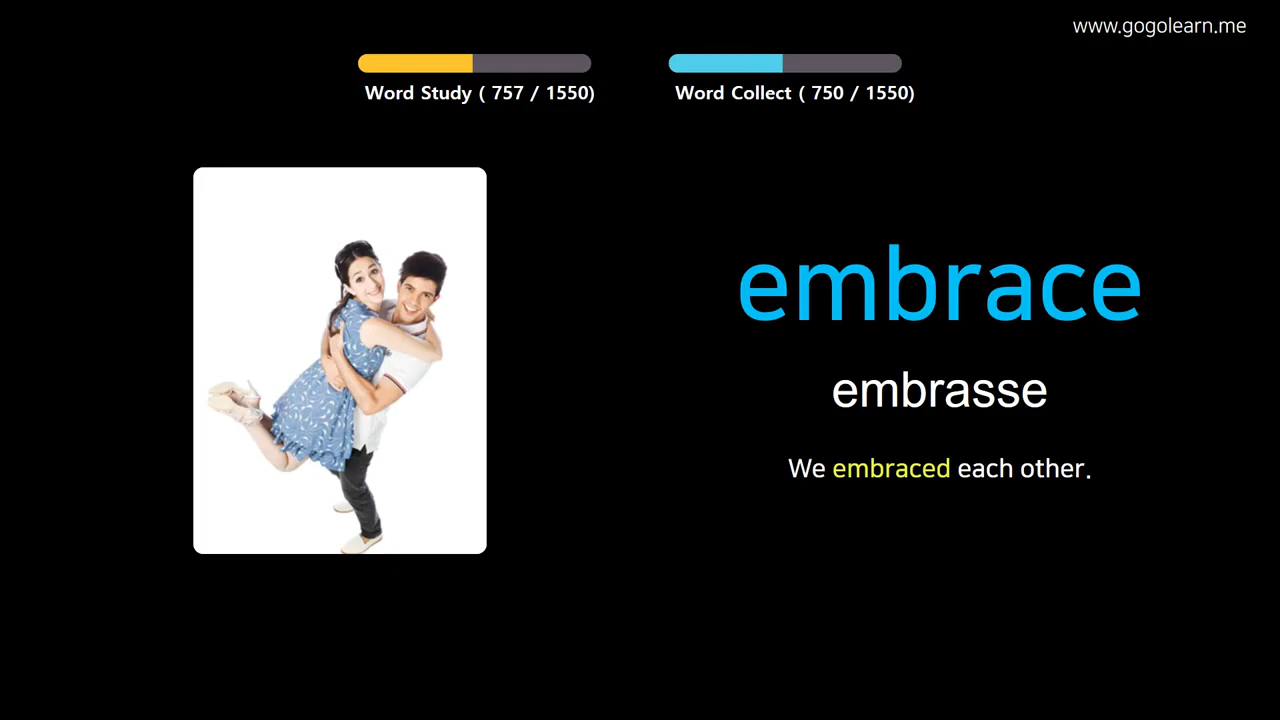 www.gogolearn.me
Word Study ( 757 / 1550)
Word Collect ( 750 / 1550)
embrace
embrasse
We embraced each other.